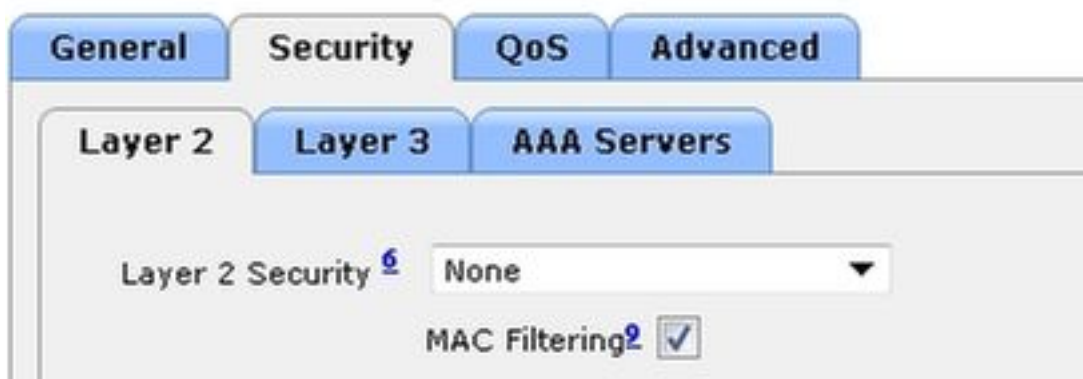 General Security QoS Advanced
Layer 2 Layer 3 AAA Servers
Layer 2 Security 6 None
MAC Filtering 9